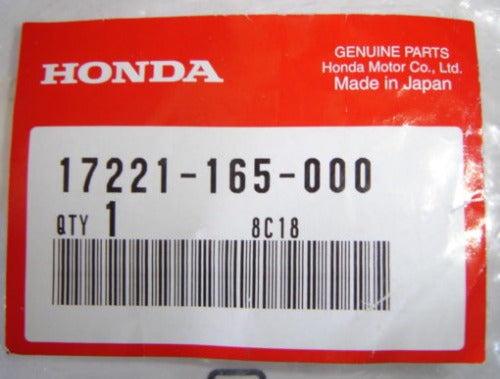 HONDA
GENUINE PARTS
Honda Motor Co., Ltd.
Made in Japan
17221-165-000
QTY 1 8C18